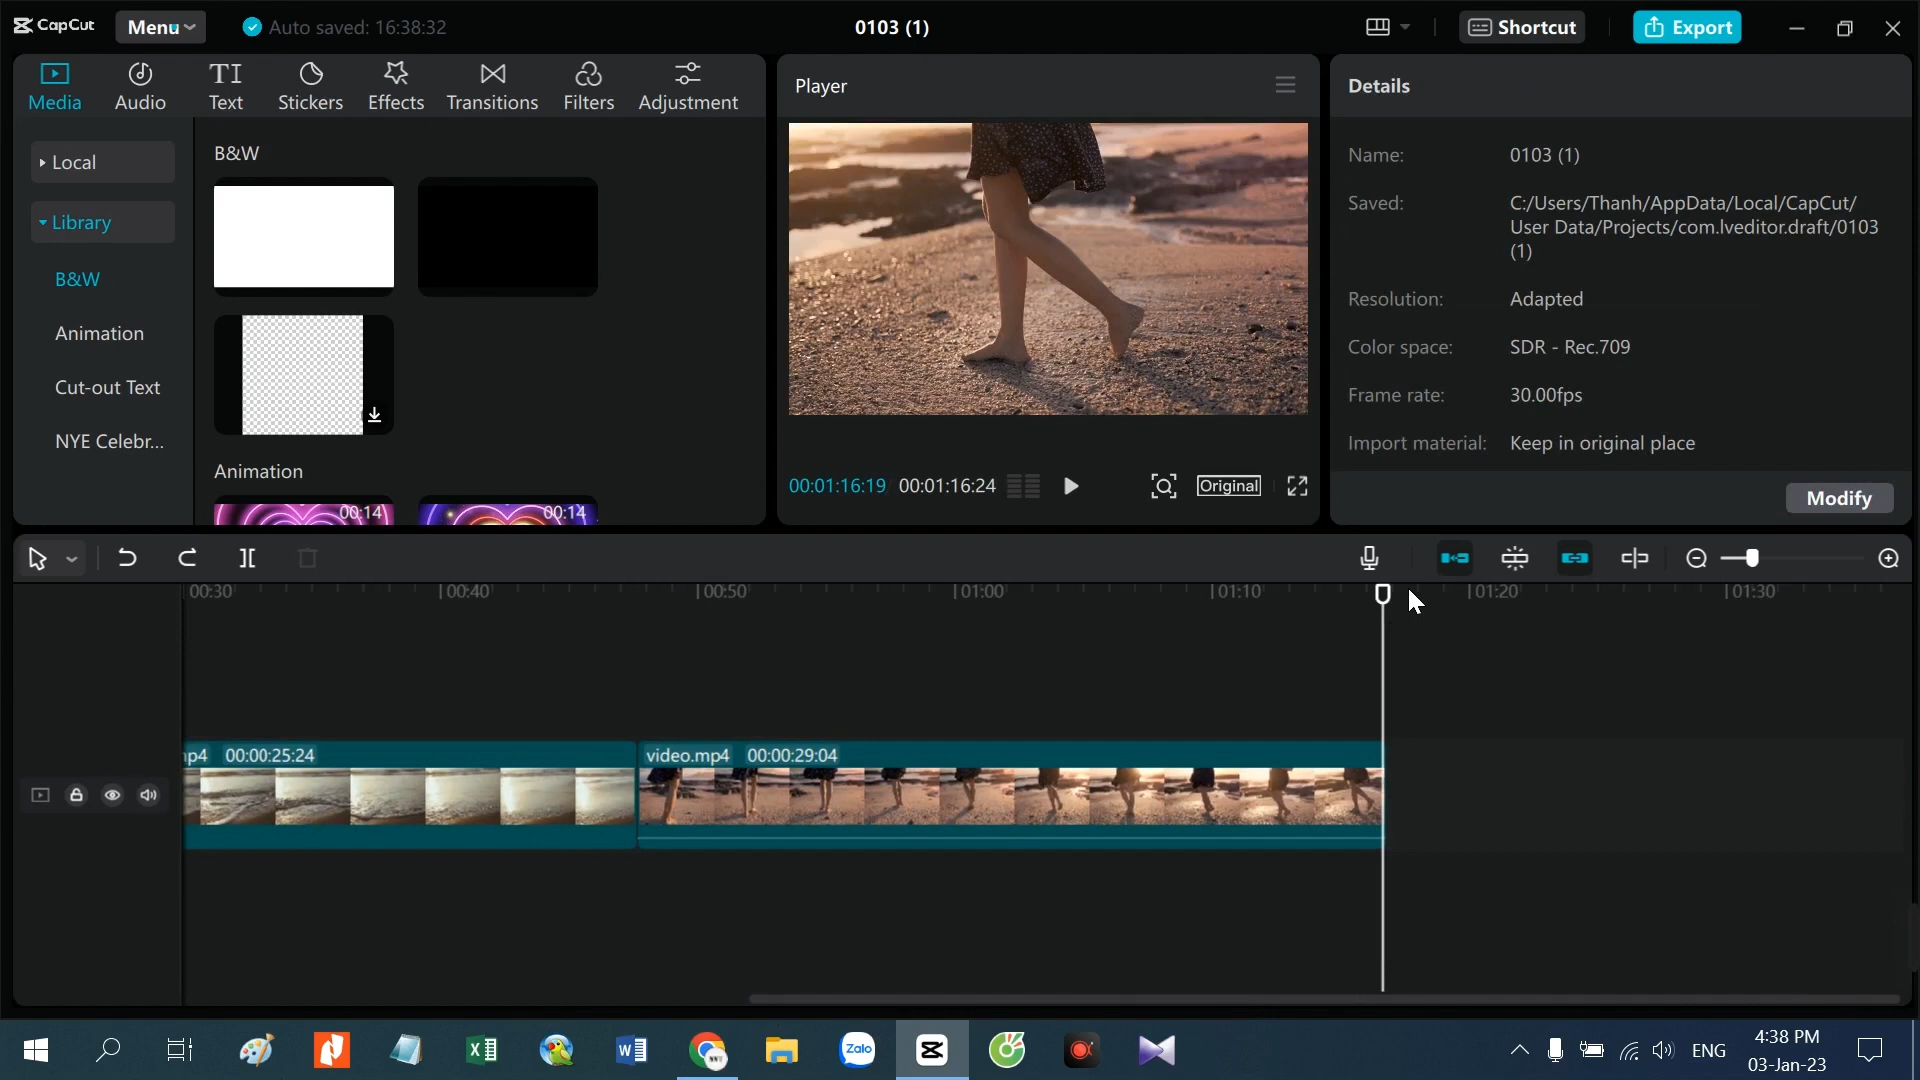 CapCut
Menu
Auto saved: 16:38:32
0103 (1)
Shortcut
Export
Media
Audio
TI
Text
Stickers
Effects
Transitions
Filters
Adjustment
Local
Library
B&W
Animation
Cut-out Text
NYE Celebr...
B&W
Animation
00:14
00:14
Player
00:01:16:19
00:01:16:24
Original
Details
Name:
0103 (1)
Saved:
C:/Users/Thanh/AppData/Local/CapCut/
User Data/Projects/com.lveditor.draft/0103
(1)
Resolution:
Adapted
Color space:
SDR - Rec.709
Frame rate:
30.00fps
Import material:
Keep in original place
Modify
00:30
00:40
00:50
01:00
01:10
01:20
01:30
np4 00:00:25:24
video.mp4 00:00:29:04
Zalo
ENG
4:38 PM
03-Jan-23